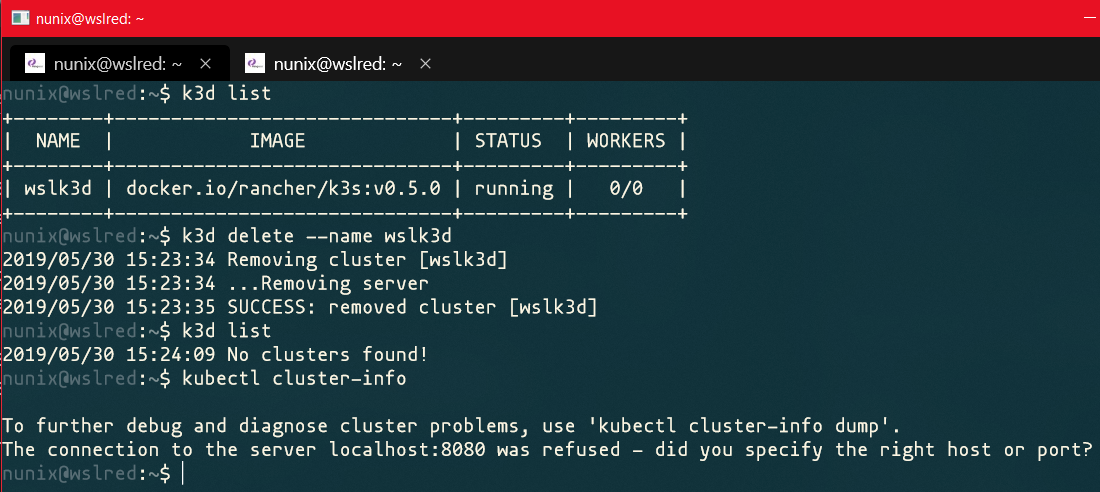 nunix@wslred: ~
nunix@wslred: ~ nunix@wslred: ~
nunix@wslred:~$ k3d list
+--------+------------------------------+---------+---------+
|  NAME  |            IMAGE             | STATUS  | WORKERS |
+--------+------------------------------+---------+---------+
| wslk3d | docker.io/rancher/k3s:v0.5.0 | running |   0/0   |
+--------+------------------------------+---------+---------+
nunix@wslred:~$ k3d delete --name wslk3d
2019/05/30 15:23:34 Removing cluster [wslk3d]
2019/05/30 15:23:34 ...Removing server
2019/05/30 15:23:35 SUCCESS: removed cluster [wslk3d]
nunix@wslred:~$ k3d list
2019/05/30 15:24:09 No clusters found!
nunix@wslred:~$ kubectl cluster-info

To further debug and diagnose cluster problems, use 'kubectl cluster-info dump'.
The connection to the server localhost:8080 was refused - did you specify the right host or port?
nunix@wslred:~$